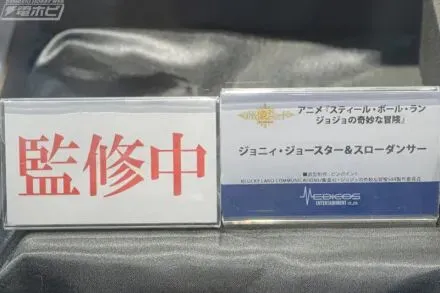 電ホビ
監修中
アニメ『スティール・ボール・ラン
ジョジョの奇妙な冒険』
ジョニィ・ジョースター&スローダンサー
MEDICOS
ENTERTAINMENT